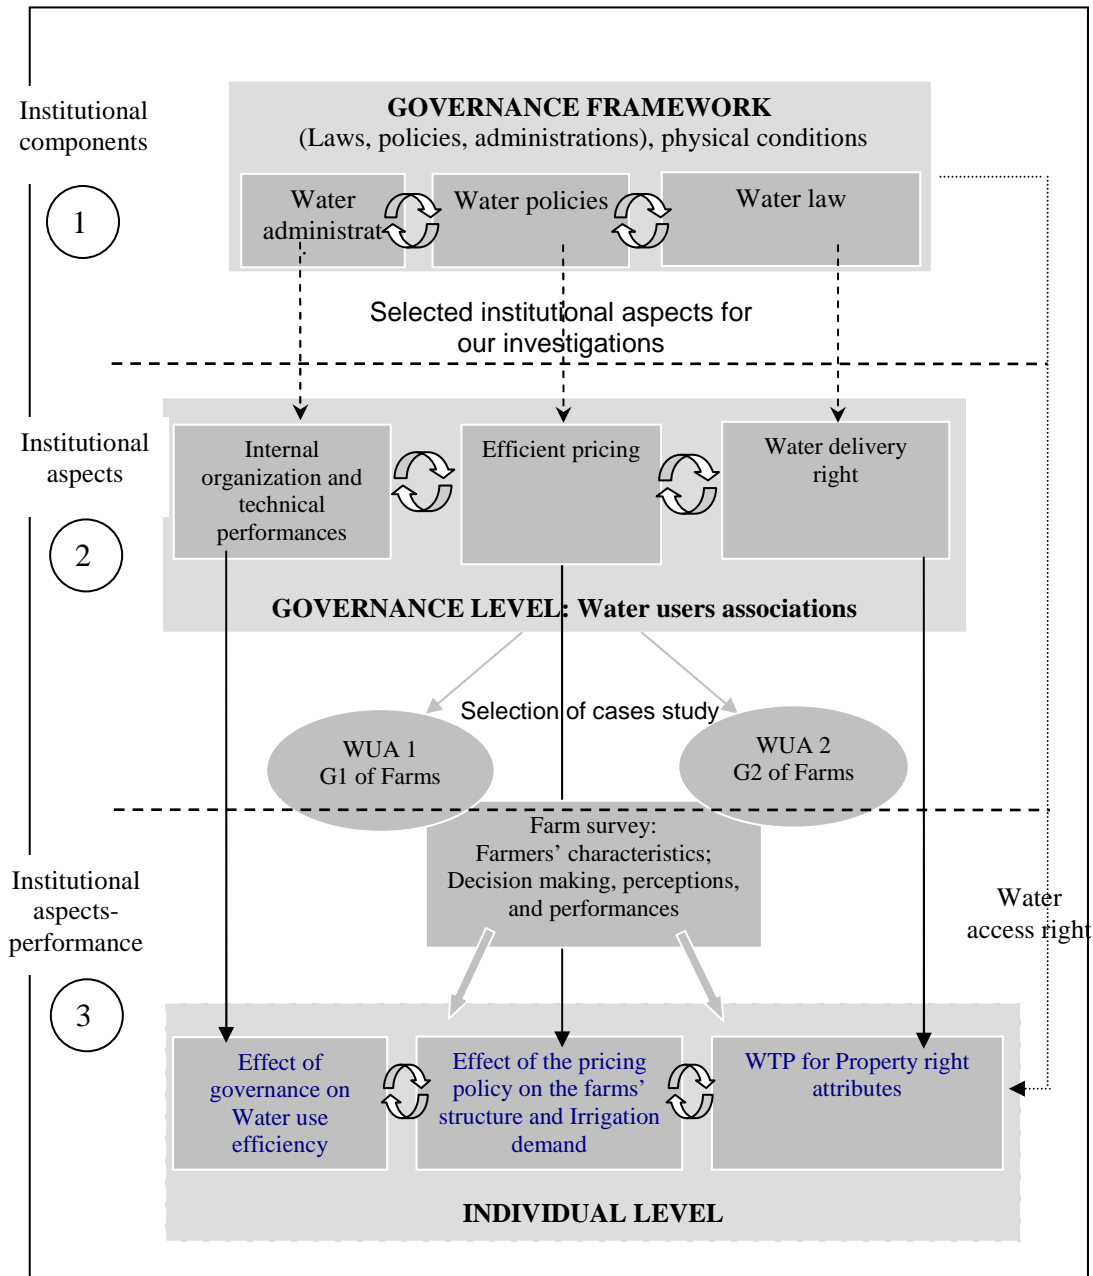 Institutional
components
1
GOVERNANCE FRAMEWORK
(Laws, policies, administrations), physical conditions
Water
administrat
Water policies
Water law
Selected institutional aspects for
our investigations
Institutional
aspects
2
Internal
organization and
technical
performances
Efficient pricing
Water delivery
right
GOVERNANCE LEVEL: Water users associations
Selection of cases study
WUA 1
G1 of Farms
WUA 2
G2 of Farms
Farm survey:
Farmers’ characteristics;
Decision making, perceptions,
and performances
Institutional
aspects-
performance
3
Water
access right
Effect of
governance on
Water use
efficiency
Effect of the pricing
policy on the farms’
structure and Irrigation
demand
WTP for Property right
attributes
INDIVIDUAL LEVEL